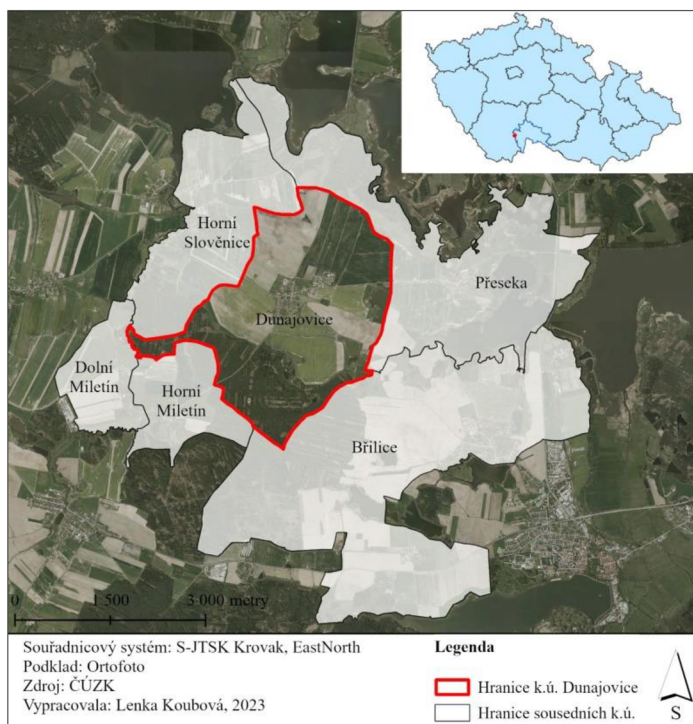 Horní
Slověnice
Přeseka
Dunajovice
Dolní
Miletín
Horní
Miletín
Břilice
0 1 500 3 000 metry
Souřadnicový systém: S-JTSK Krovak, EastNorth
Podklad: Ortofoto
Zdroj: ČÚZK
Vypracovala: Lenka Koubová, 2023
Legenda
Hranice k.ú. Dunajovice
Hranice sousedních k.ú.
S